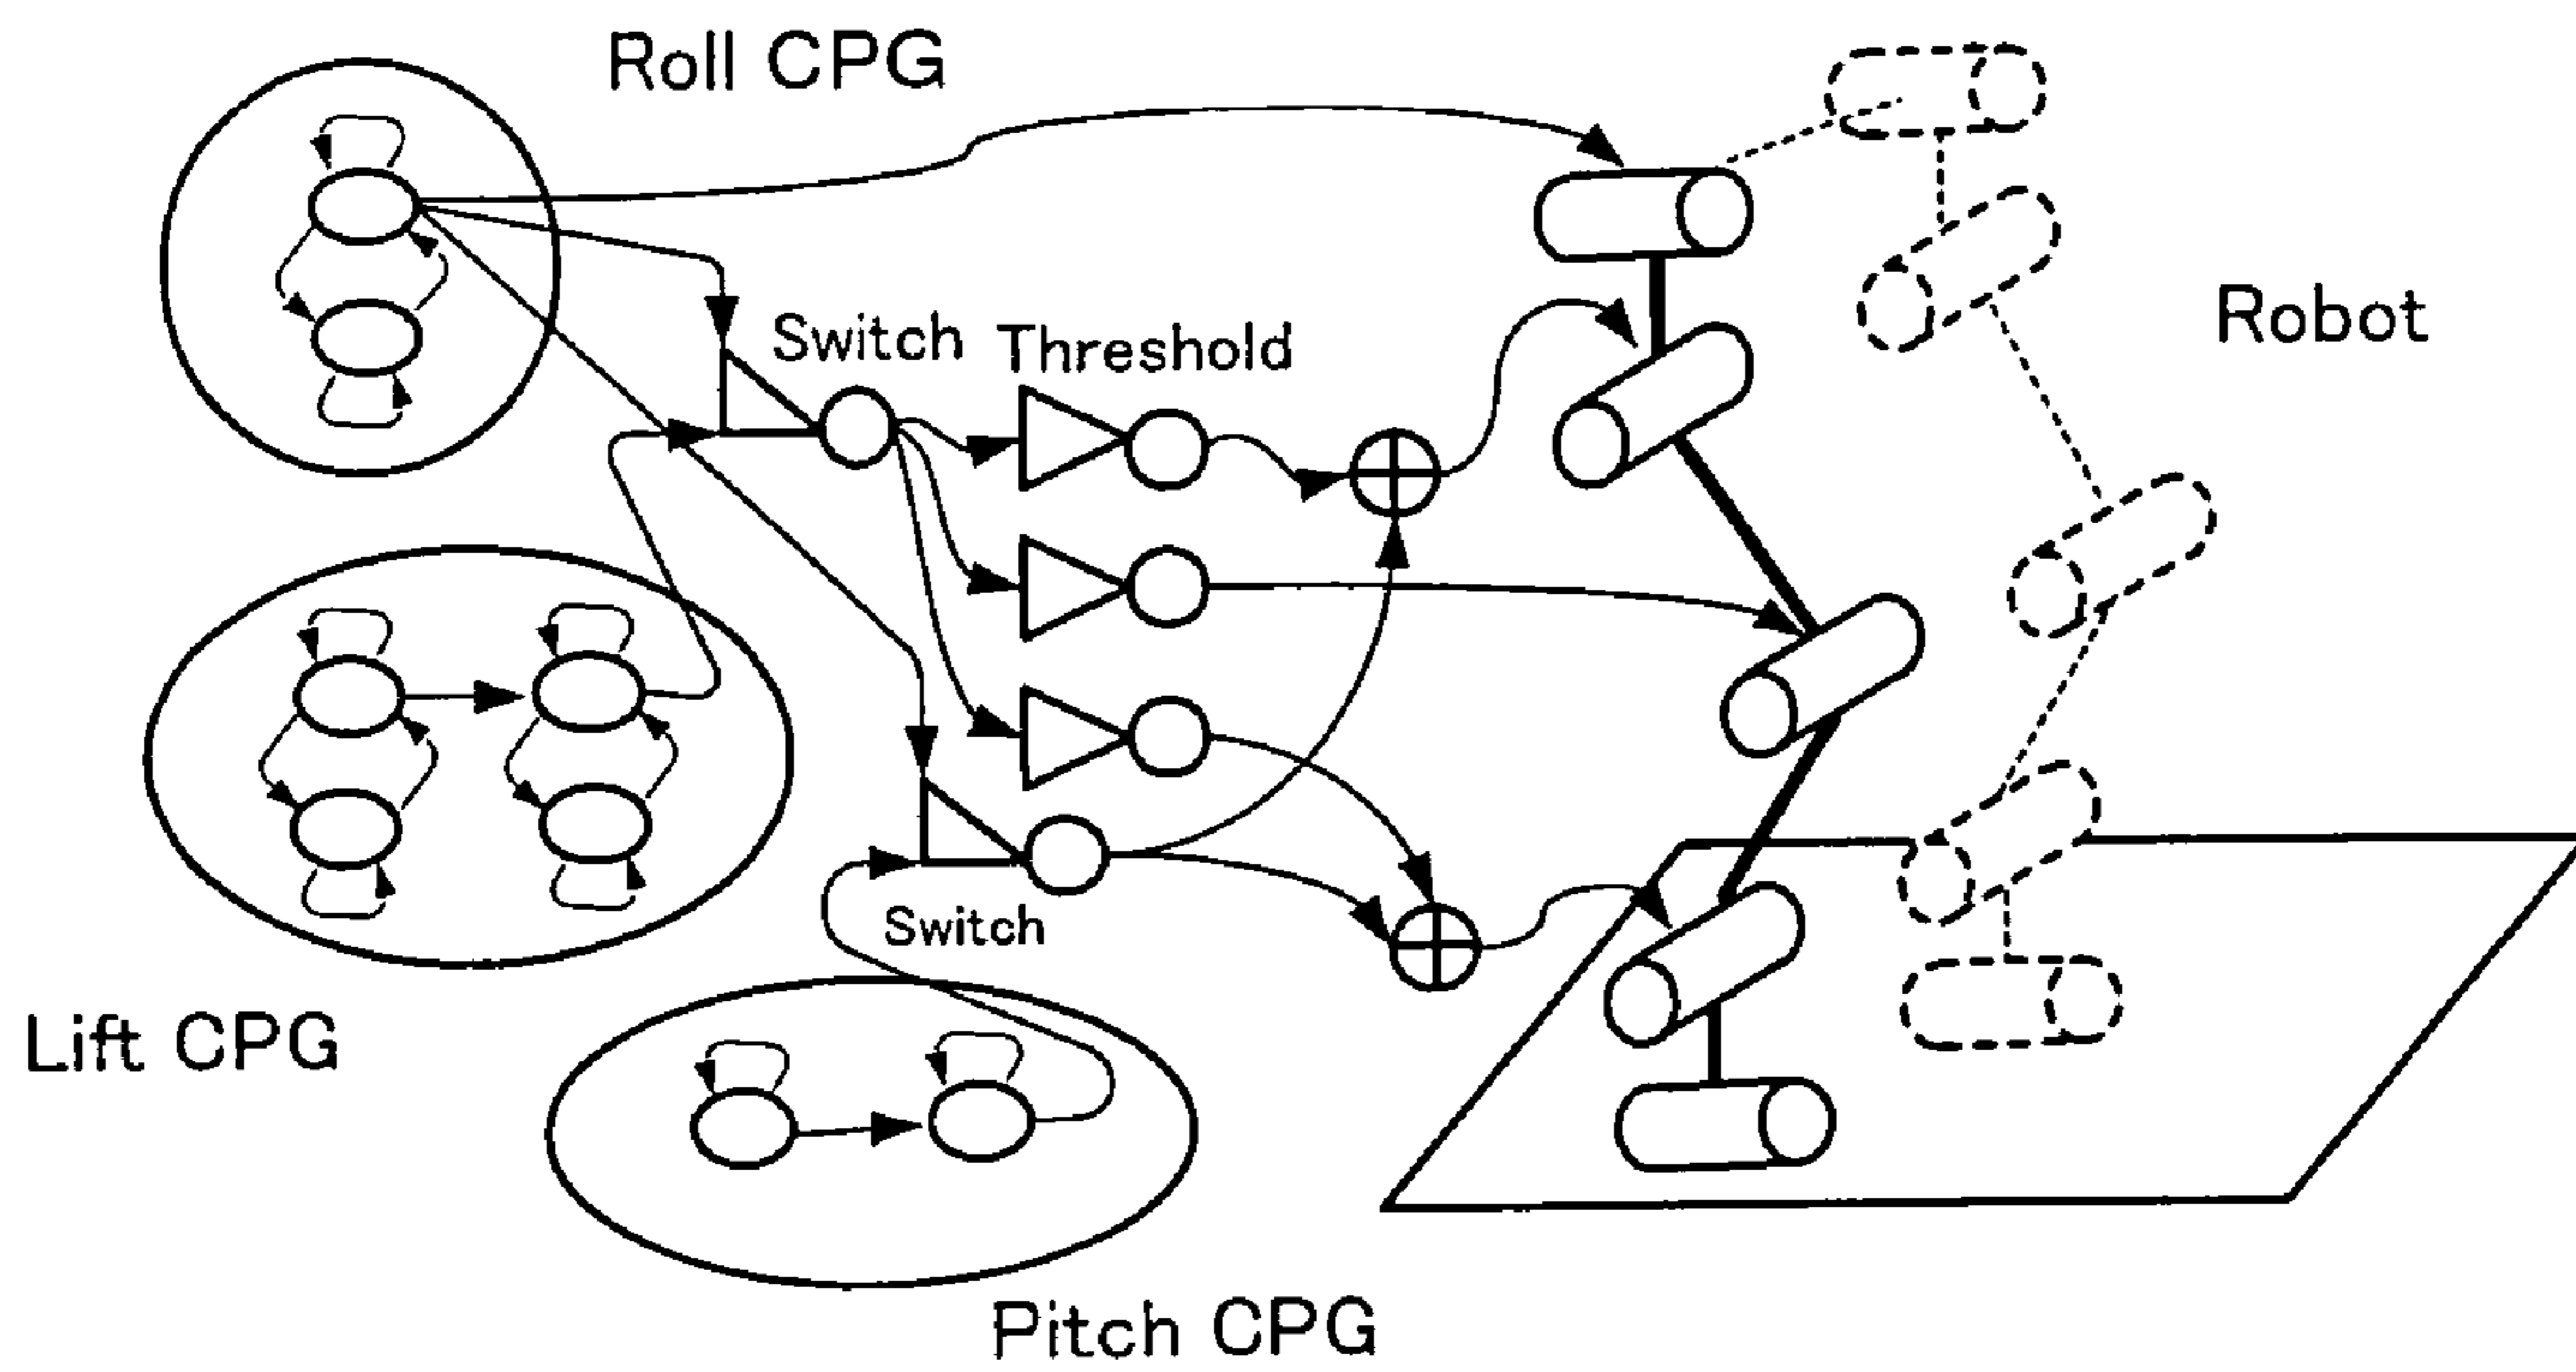 Roll CPG
Robot
Switch
Threshold
Switch
Lift CPG
Pitch CPG